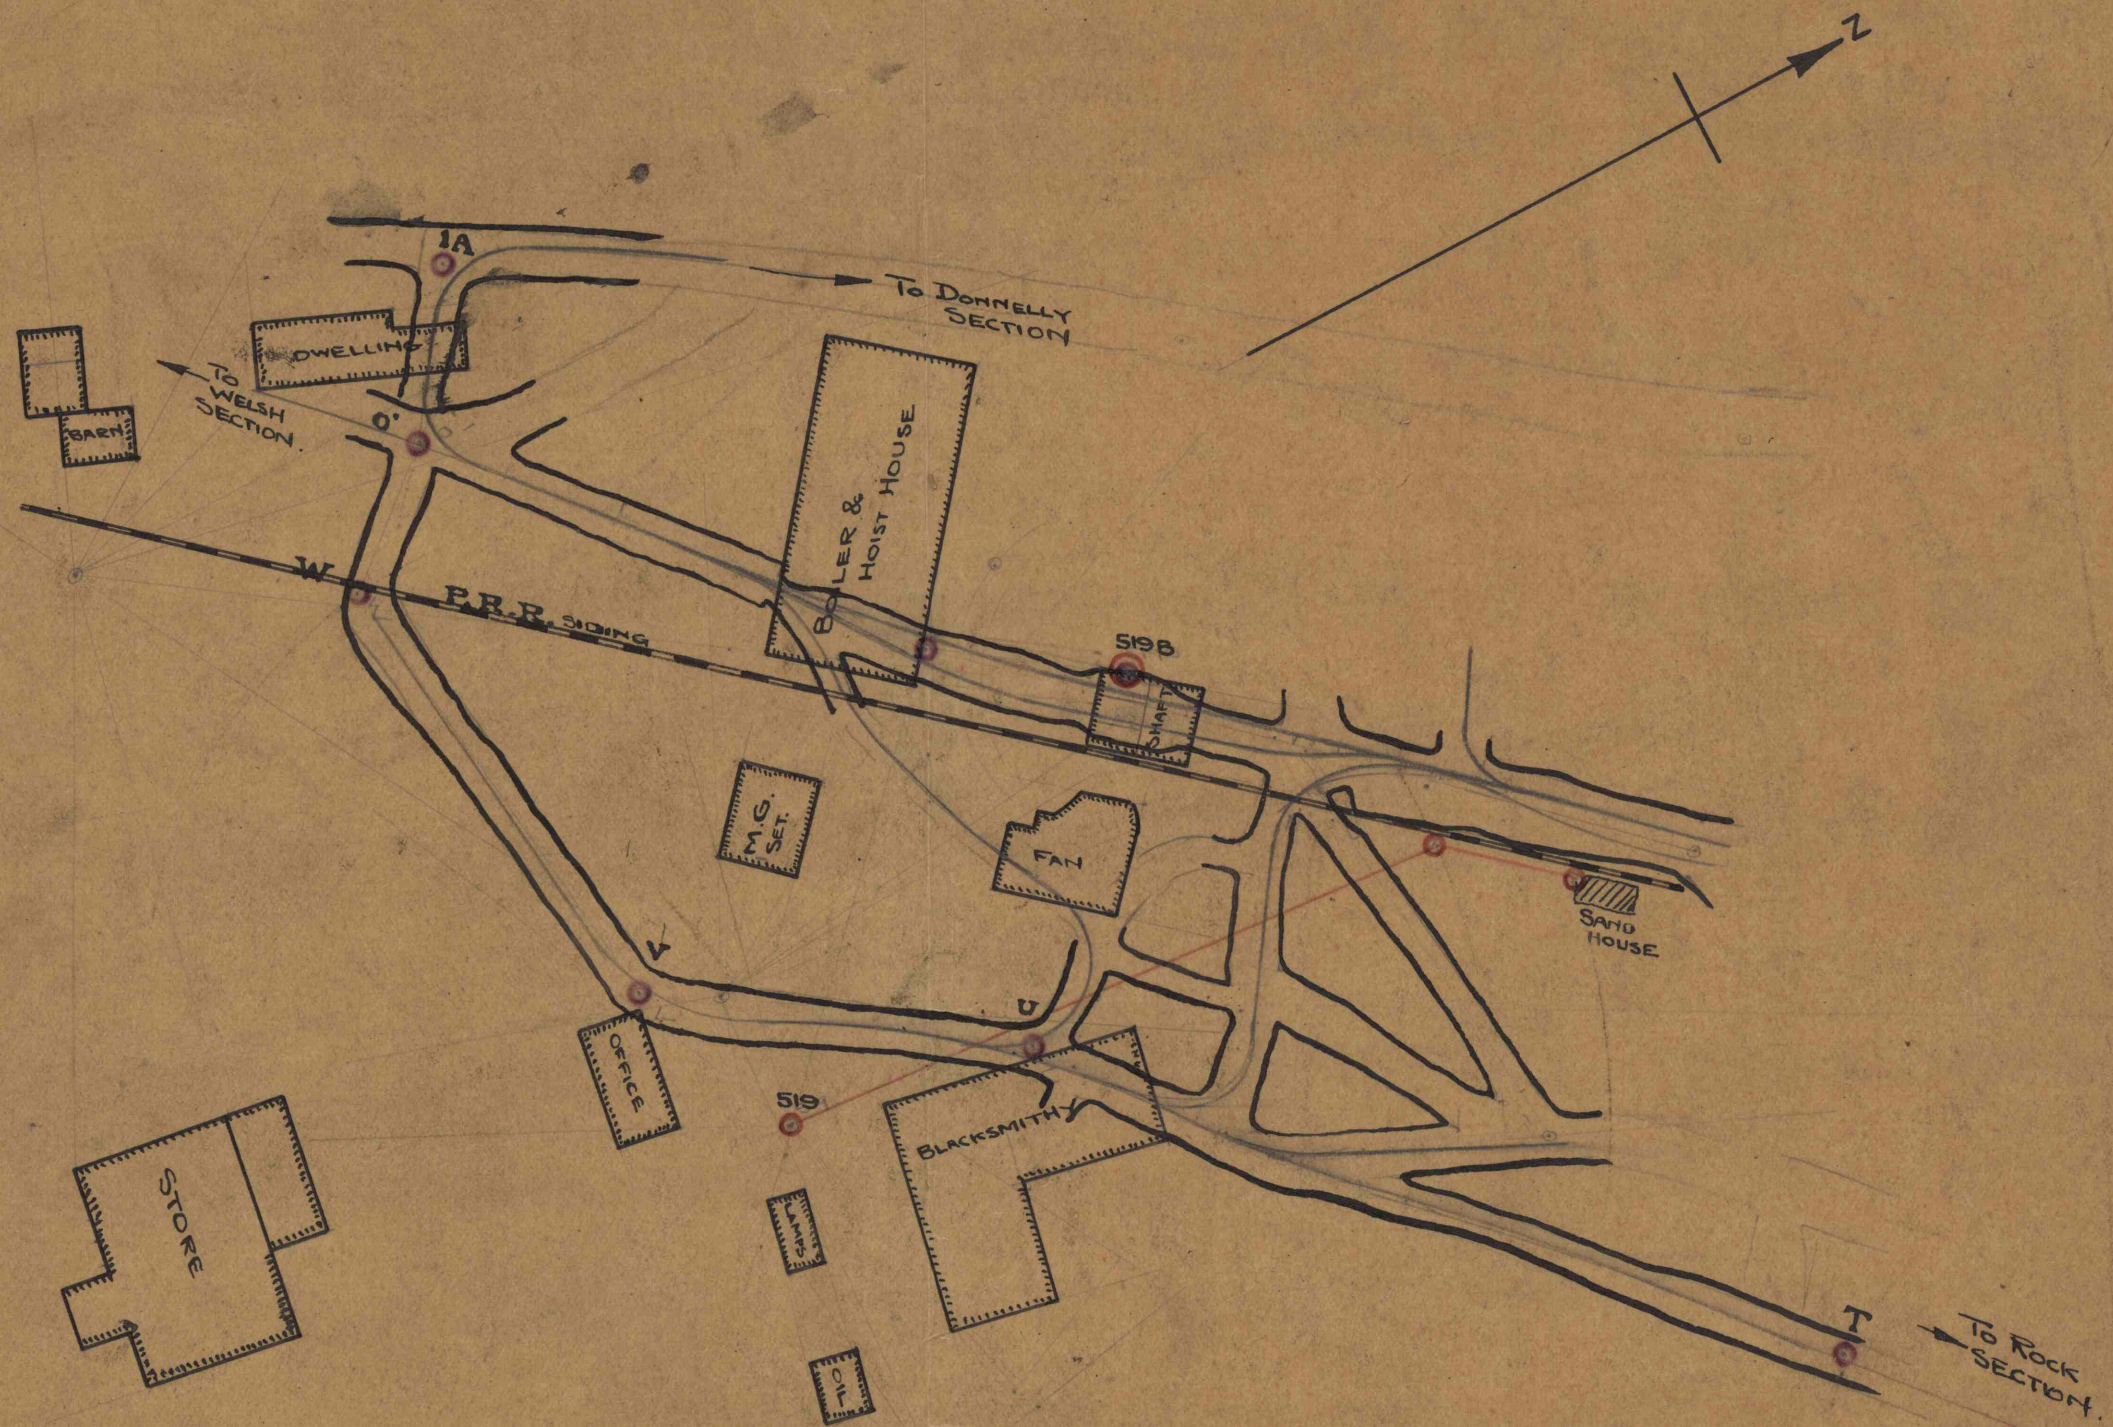 N
1A
To DONNELLY
SECTION
DWELLING
To
WELSH
SECTION
O'
BARN
BOILER &
HOIST HOUSE
W
P.R.R. SIDING
519B
SHAFT
M.G.
SET.
FAN
SAND
HOUSE
V
U
OFFICE
519
BLACKSMITHY
STORE
LAMPS
OIL
T
To ROCK
SECTION.